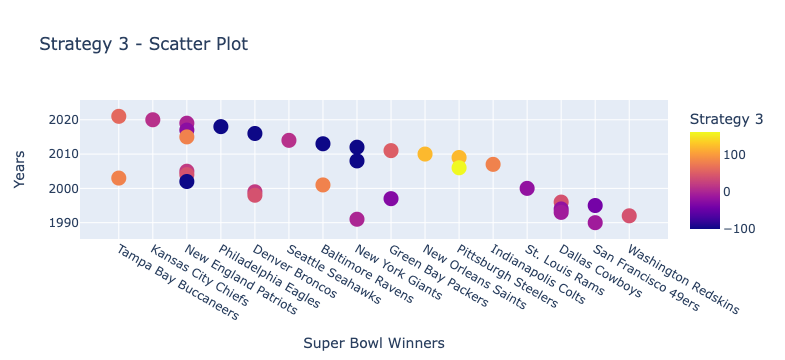 Strategy 3 - Scatter Plot
Strategy 3
Years
2020
2010
2000
1990
100
0
−100
Tampa Bay Buccaneers
Kansas City Chiefs
New England Patriots
Philadelphia Eagles
Denver Broncos
Seattle Seahawks
Baltimore Ravens
New York Giants
Green Bay Packers
New Orleans Saints
Pittsburgh Steelers
Indianapolis Colts
St. Louis Rams
Dallas Cowboys
San Francisco 49ers
Washington Redskins
Super Bowl Winners